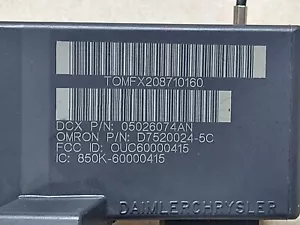 TOMFX208710160
DCX P/N: 05026074AN
OMRON P/N: D7520024-5C
FCC ID: OUC60000415
IC: 850K-60000415
DAIMLERCHRYSLER